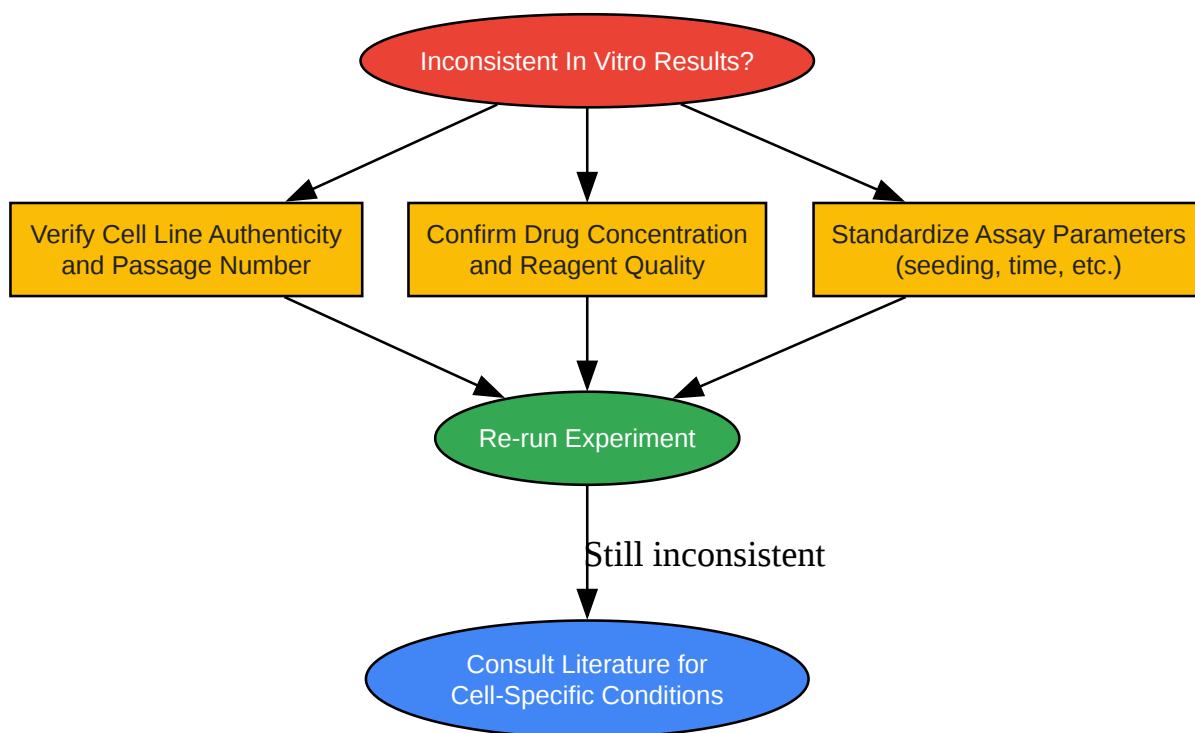 Inconsistent In Vitro Results?
Verify Cell Line Authenticity
and Passage Number
Confirm Drug Concentration
and Reagent Quality
Standardize Assay Parameters
(seeding, time, etc.)
Re-run Experiment
Still inconsistent
Consult Literature for
Cell-Specific Conditions